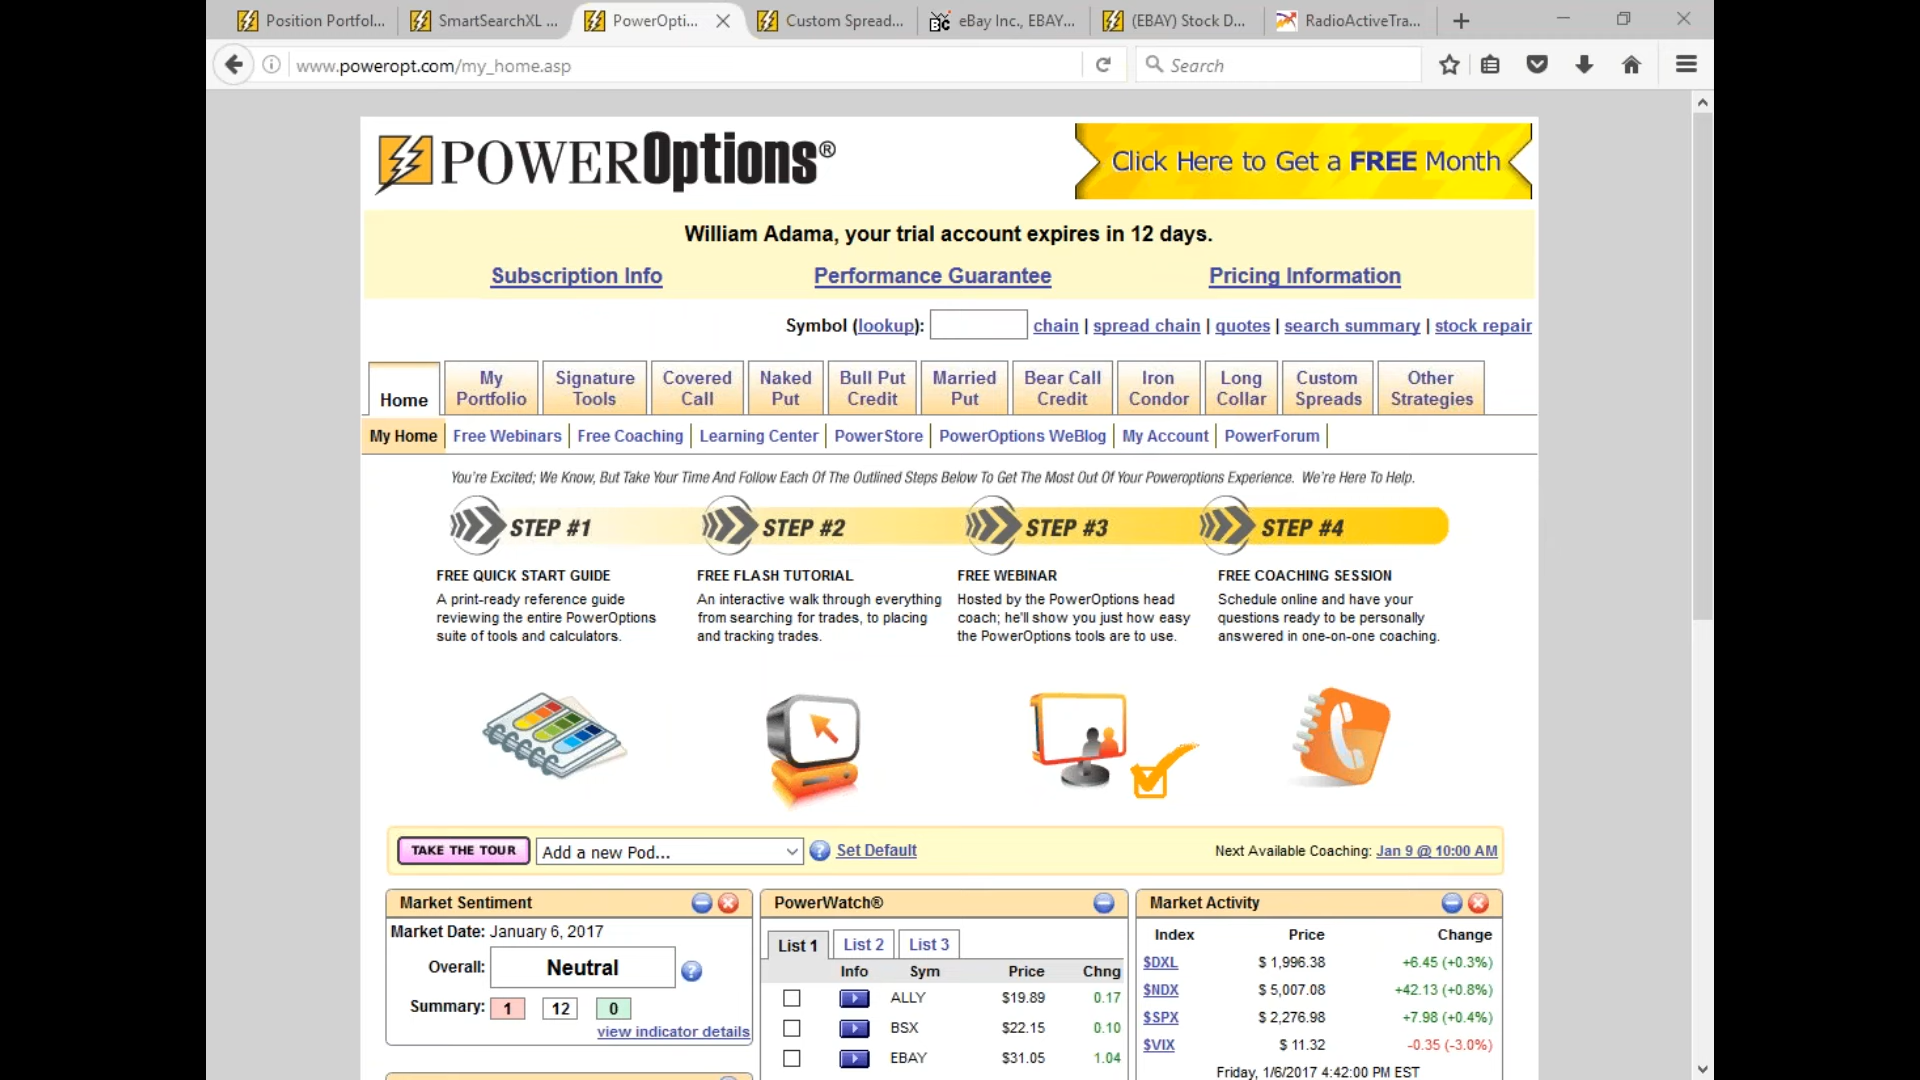 Position Portfol... SmartSearchXL ... PowerOpti... Custom Spread... eBay Inc., EBAY... (EBAY) Stock D... RadioActiveTra...
www.poweropt.com/my_home.asp Search
POWEROptions®
Click Here to Get a FREE Month
William Adama, your trial account expires in 12 days.
Subscription Info Performance Guarantee Pricing Information
Symbol (lookup): chain | spread chain | quotes | search summary | stock repair
Home My Portfolio Signature Tools Covered Call Naked Put Bull Put Credit Married Put Bear Call Credit Iron Condor Long Collar Custom Spreads Other Strategies
My Home Free Webinars Free Coaching Learning Center PowerStore PowerOptions WeBlog My Account PowerForum
You're Excited; We Know, But Take Your Time And Follow Each Of The Outlined Steps Below To Get The Most Out Of Your Poweroptions Experience. We're Here To Help.
STEP #1 STEP #2 STEP #3 STEP #4
FREE QUICK START GUIDE
A print-ready reference guide
reviewing the entire PowerOptions
suite of tools and calculators.
FREE FLASH TUTORIAL
An interactive walk through everything
from searching for trades, to placing
and tracking trades.
FREE WEBINAR
Hosted by the PowerOptions head
coach; he'll show you just how easy
the PowerOptions tools are to use.
FREE COACHING SESSION
Schedule online and have your
questions ready to be personally
answered in one-on-one coaching.
TAKE THE TOUR Add a new Pod... Set Default Next Available Coaching: Jan 9 @ 10:00 AM
Market Sentiment
Market Date: January 6, 2017
Overall: Neutral
Summary: 1 12 0
view indicator details
PowerWatch®
List 1 List 2 List 3
Info Sym Price Chng
ALLY $19.89 0.17
BSX $22.15 0.10
EBAY $31.05 1.04
Market Activity
Index Price Change
$DXL $ 1,996.38 +6.45 (+0.3%)
$NDX $ 5,007.08 +42.13 (+0.8%)
$SPX $ 2,276.98 +7.98 (+0.4%)
$VIX $ 11.32 -0.35 (-3.0%)
Friday, 1/6/2017 4:42:00 PM EST